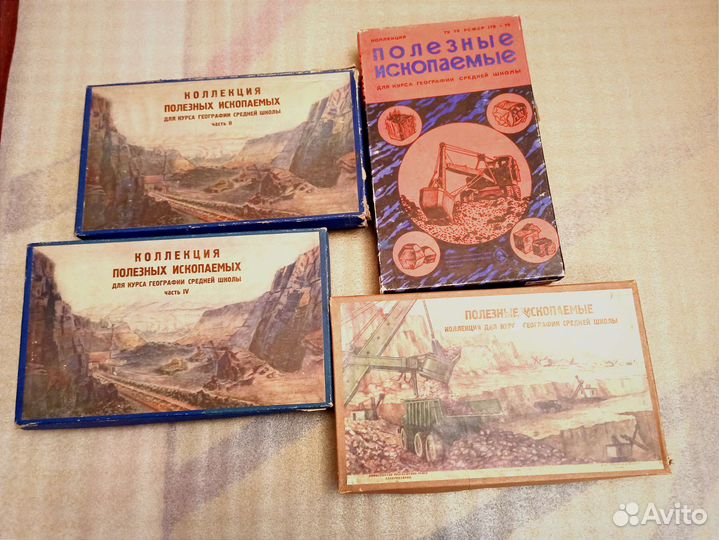 КОЛЛЕКЦИЯ
ПОЛЕЗНЫХ ИСКОПАЕМЫХ
ДЛЯ КУРСА ГЕОГРАФИИ СРЕДНЕЙ ШКОЛЫ
ЧАСТЬ II
КОЛЛЕКЦИЯ
ПОЛЕЗНЫЕ
ИСКОПАЕМЫЕ
ДЛЯ КУРСА ГЕОГРАФИИ СРЕДНЕЙ ШКОЛЫ
КОЛЛЕКЦИЯ
ПОЛЕЗНЫХ ИСКОПАЕМЫХ
ДЛЯ КУРСА ГЕОГРАФИИ СРЕДНЕЙ ШКОЛЫ
ЧАСТЬ IV
ПОЛЕЗНЫЕ ИСКОПАЕМЫЕ
КОЛЛЕКЦИЯ ДЛЯ КУРС ГЕОГРАФИИ СРЕДНЕЙ ШКОЛЫ
Avito